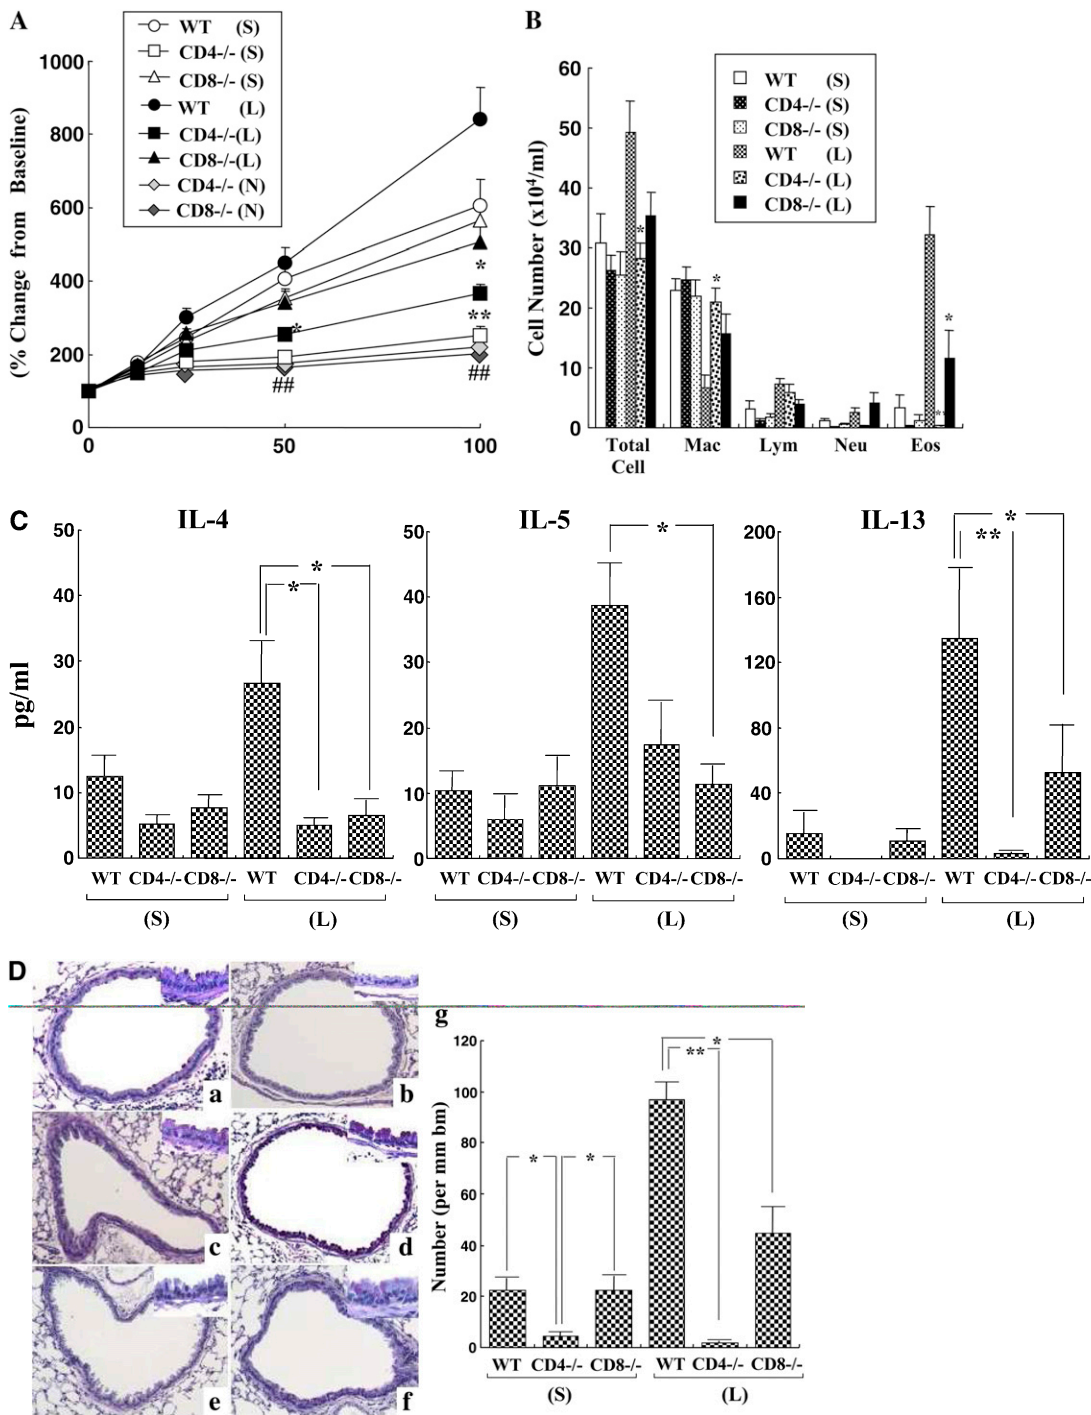 A
WT (S)
CD4-/- (S)
CD8-/- (S)
WT (L)
CD4-/-(L)
CD8-/-(L)
CD4-/- (N)
CD8-/- (N)
(% Change from Baseline)
1000
800
600
400
200
0
0 50 100
*
*
**
##
##
B
WT (S)
CD4-/- (S)
CD8-/- (S)
WT (L)
CD4-/- (L)
CD8-/- (L)
Cell Number (x10⁴/ml)
60
50
40
30
20
10
0
*
*
**
*
Total Cell Mac Lym Neu Eos
C
pg/ml
IL-4
50
40
30
20
10
0
*
*
WT CD4-/- CD8-/- WT CD4-/- CD8-/-
(S) (L)
IL-5
50
40
30
20
10
0
*
WT CD4-/- CD8-/- WT CD4-/- CD8-/-
(S) (L)
IL-13
200
160
120
80
40
0
*
**
WT CD4-/- CD8-/- WT CD4-/- CD8-/-
(S) (L)
D
a b
c d
e f
g
Number (per mm bm)
120
100
80
60
40
20
0
* *
*
**
WT CD4-/- CD8-/- WT CD4-/- CD8-/-
(S) (L)